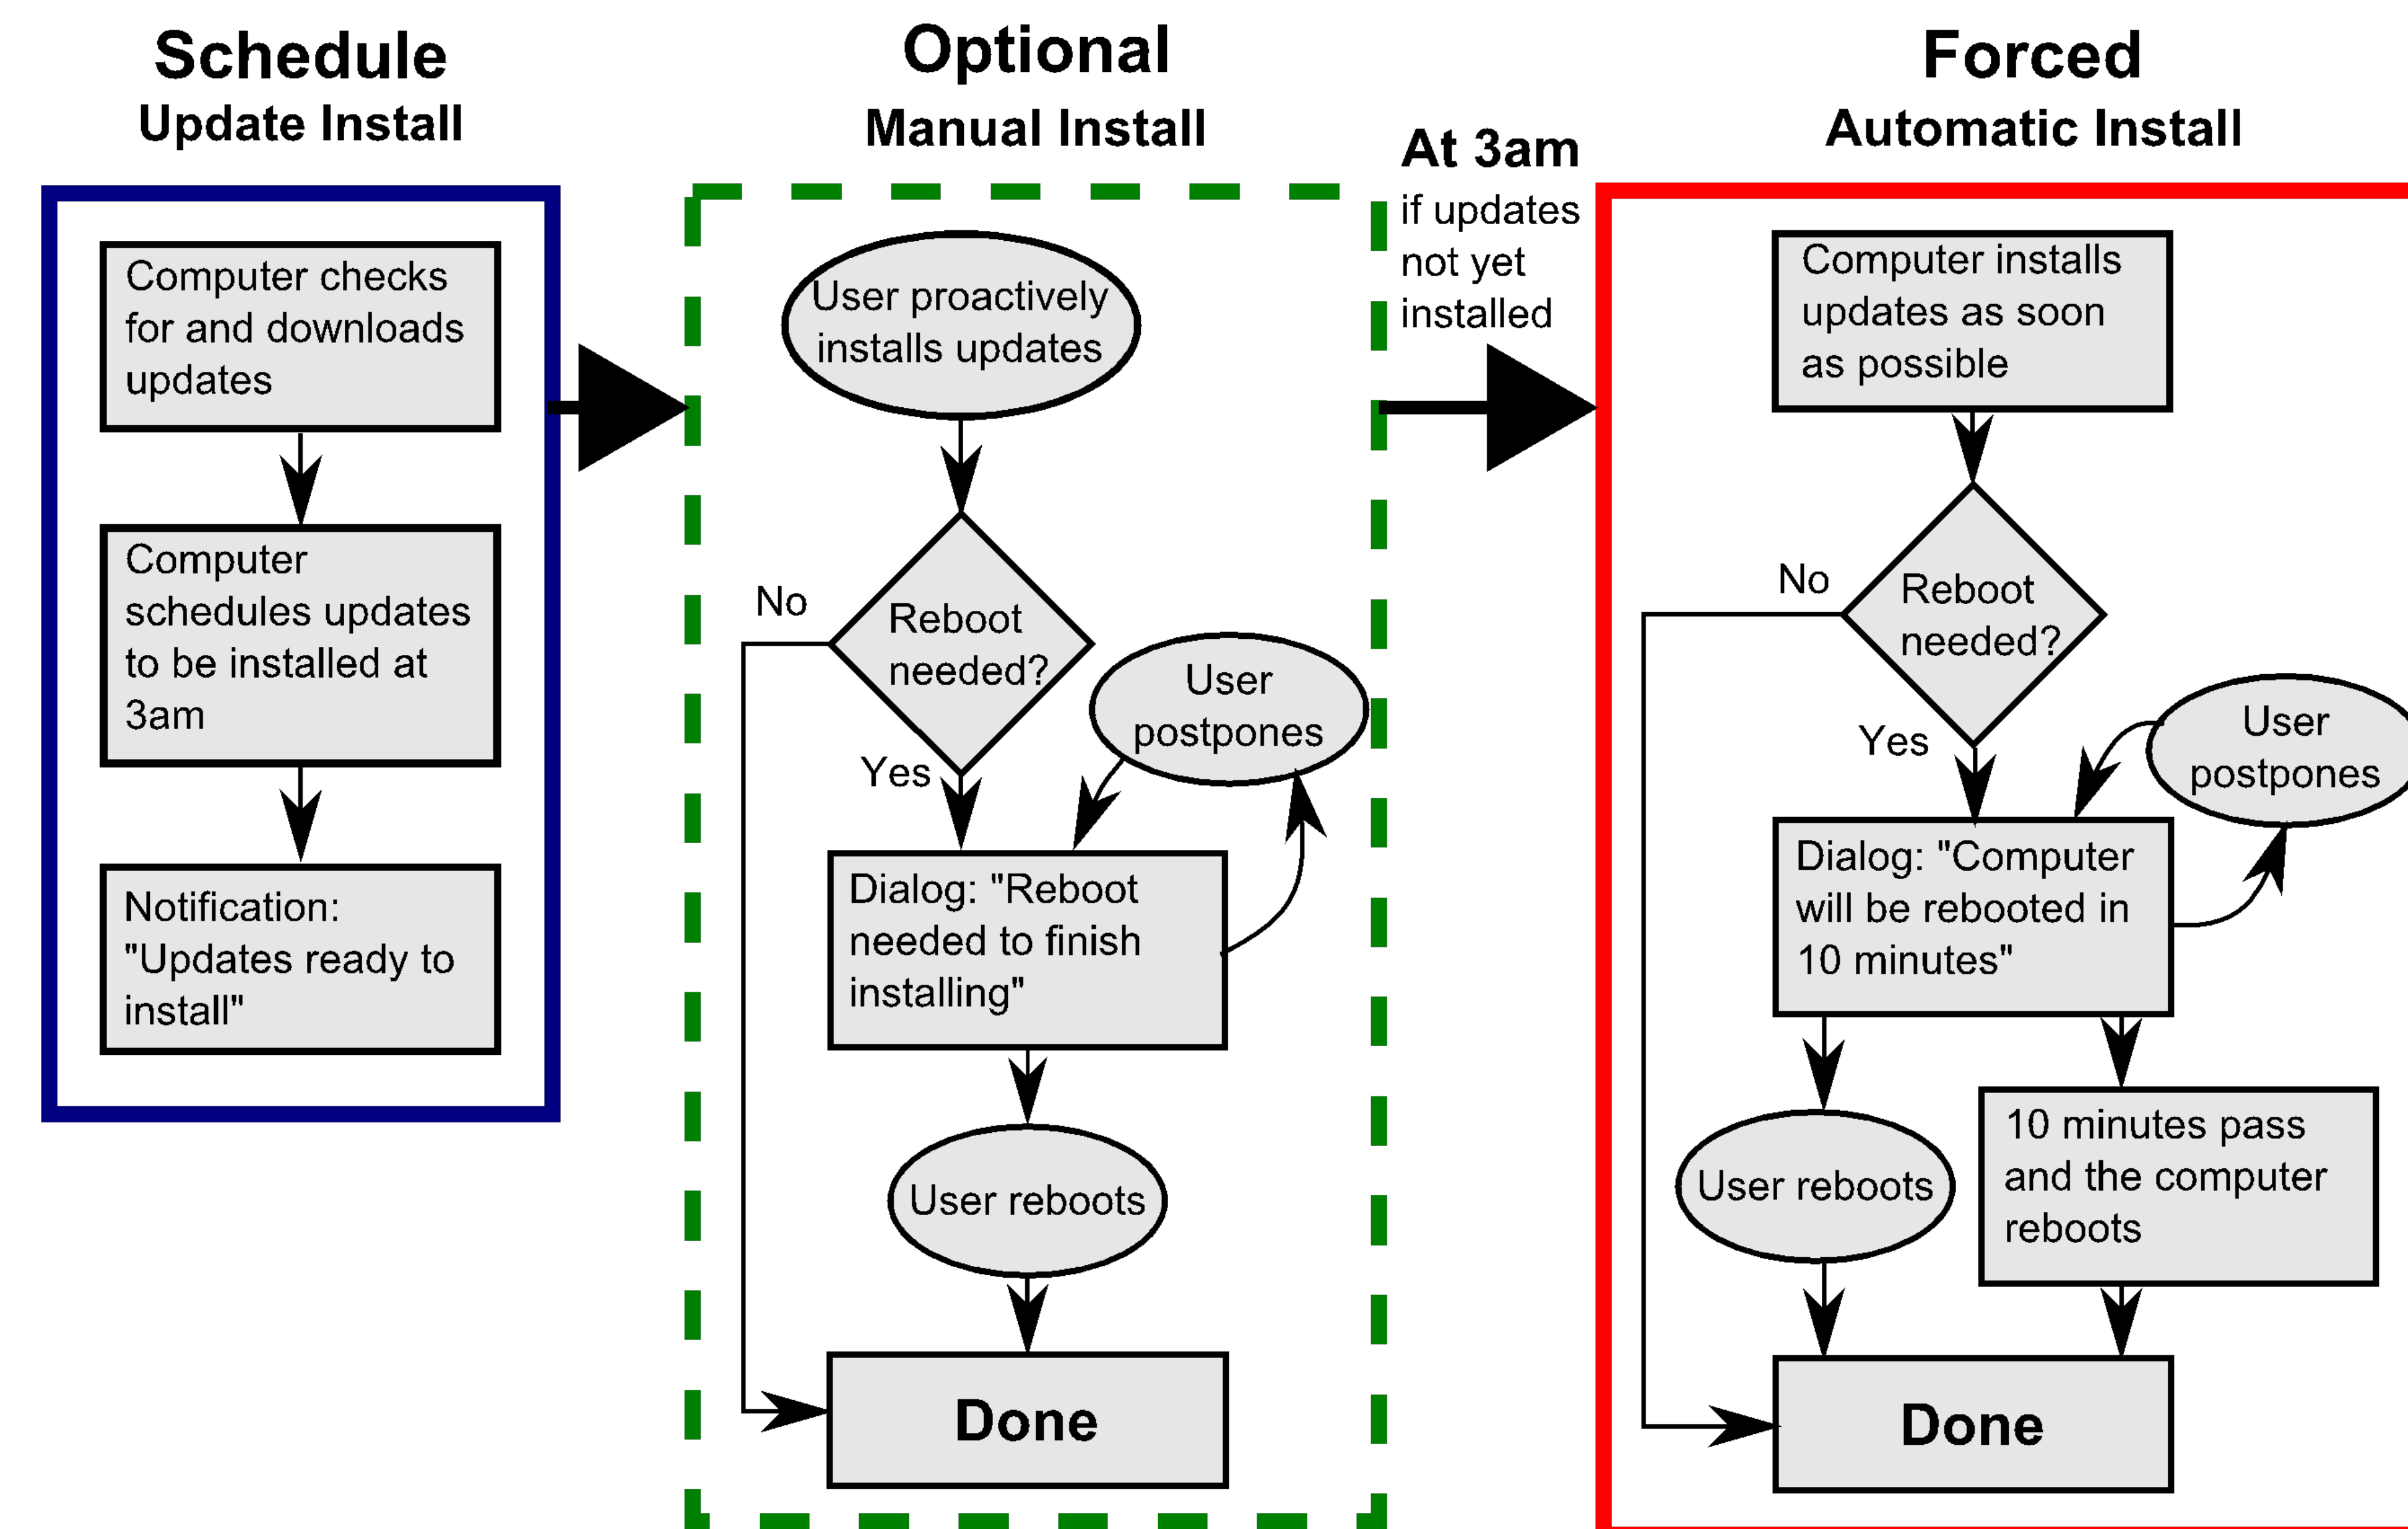 Schedule
Update Install
Computer checks
for and downloads
updates
Computer
schedules updates
to be installed at
3am
Notification:
"Updates ready to
install"
Optional
Manual Install
User proactively
installs updates
Reboot
needed?
No
Yes
User
postpones
Dialog: "Reboot
needed to finish
installing"
User reboots
Done
At 3am
if updates
not yet
installed
Forced
Automatic Install
Computer installs
updates as soon
as possible
Reboot
needed?
No
Yes
User
postpones
Dialog: "Computer
will be rebooted in
10 minutes"
User reboots
10 minutes pass
and the computer
reboots
Done